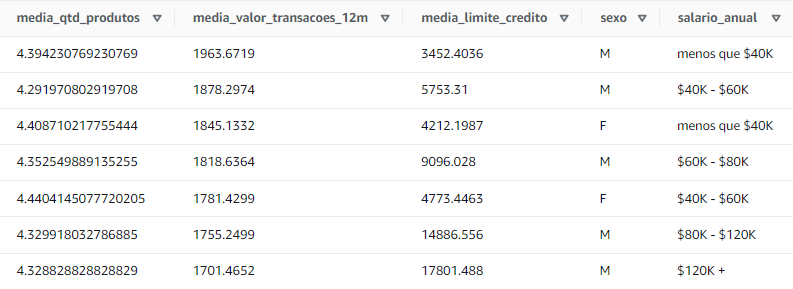 media_qtd_produtos media_valor_transacoes_12m media_limite_credito sexo salario_anual
4.394230769230769 1963.6719 3452.4036 M menos que $40K
4.291970802919708 1878.2974 5753.31 M $40K - $60K
4.408710217755444 1845.1332 4212.1987 F menos que $40K
4.352549889135255 1818.6364 9096.028 M $60K - $80K
4.4404145077720205 1781.4299 4773.4463 F $40K - $60K
4.329918032786885 1755.2499 14886.556 M $80K - $120K
4.328828828828829 1701.4652 17801.488 M $120K +